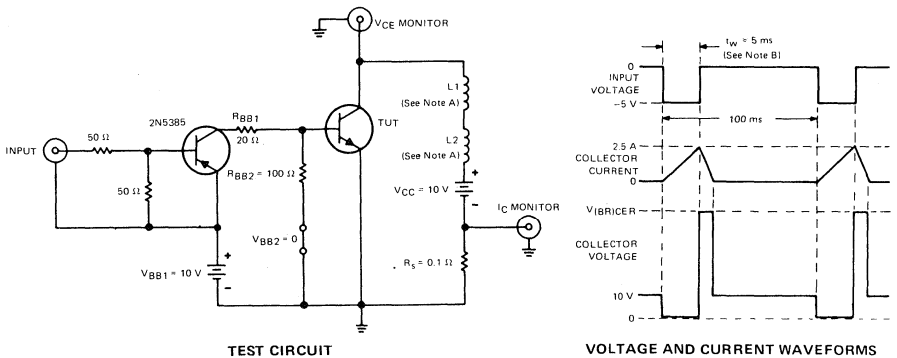 VCE MONITOR
L1
(See Note A)
L2
(See Note A)
2N5385
RBB1
20 Ω
TUT
50 Ω
INPUT
50 Ω
RBB2 = 100 Ω
+
VCC = 10 V
−
IC MONITOR
VBB2 = 0
+
VBB1 = 10 V
−
Rs = 0.1 Ω
TEST CIRCUIT
tw ≈ 5 ms
(See Note B)
0
INPUT
VOLTAGE
−5 V
100 ms
2.5 A
COLLECTOR
CURRENT
0
V(BR)CER
COLLECTOR
VOLTAGE
10 V
0
VOLTAGE AND CURRENT WAVEFORMS